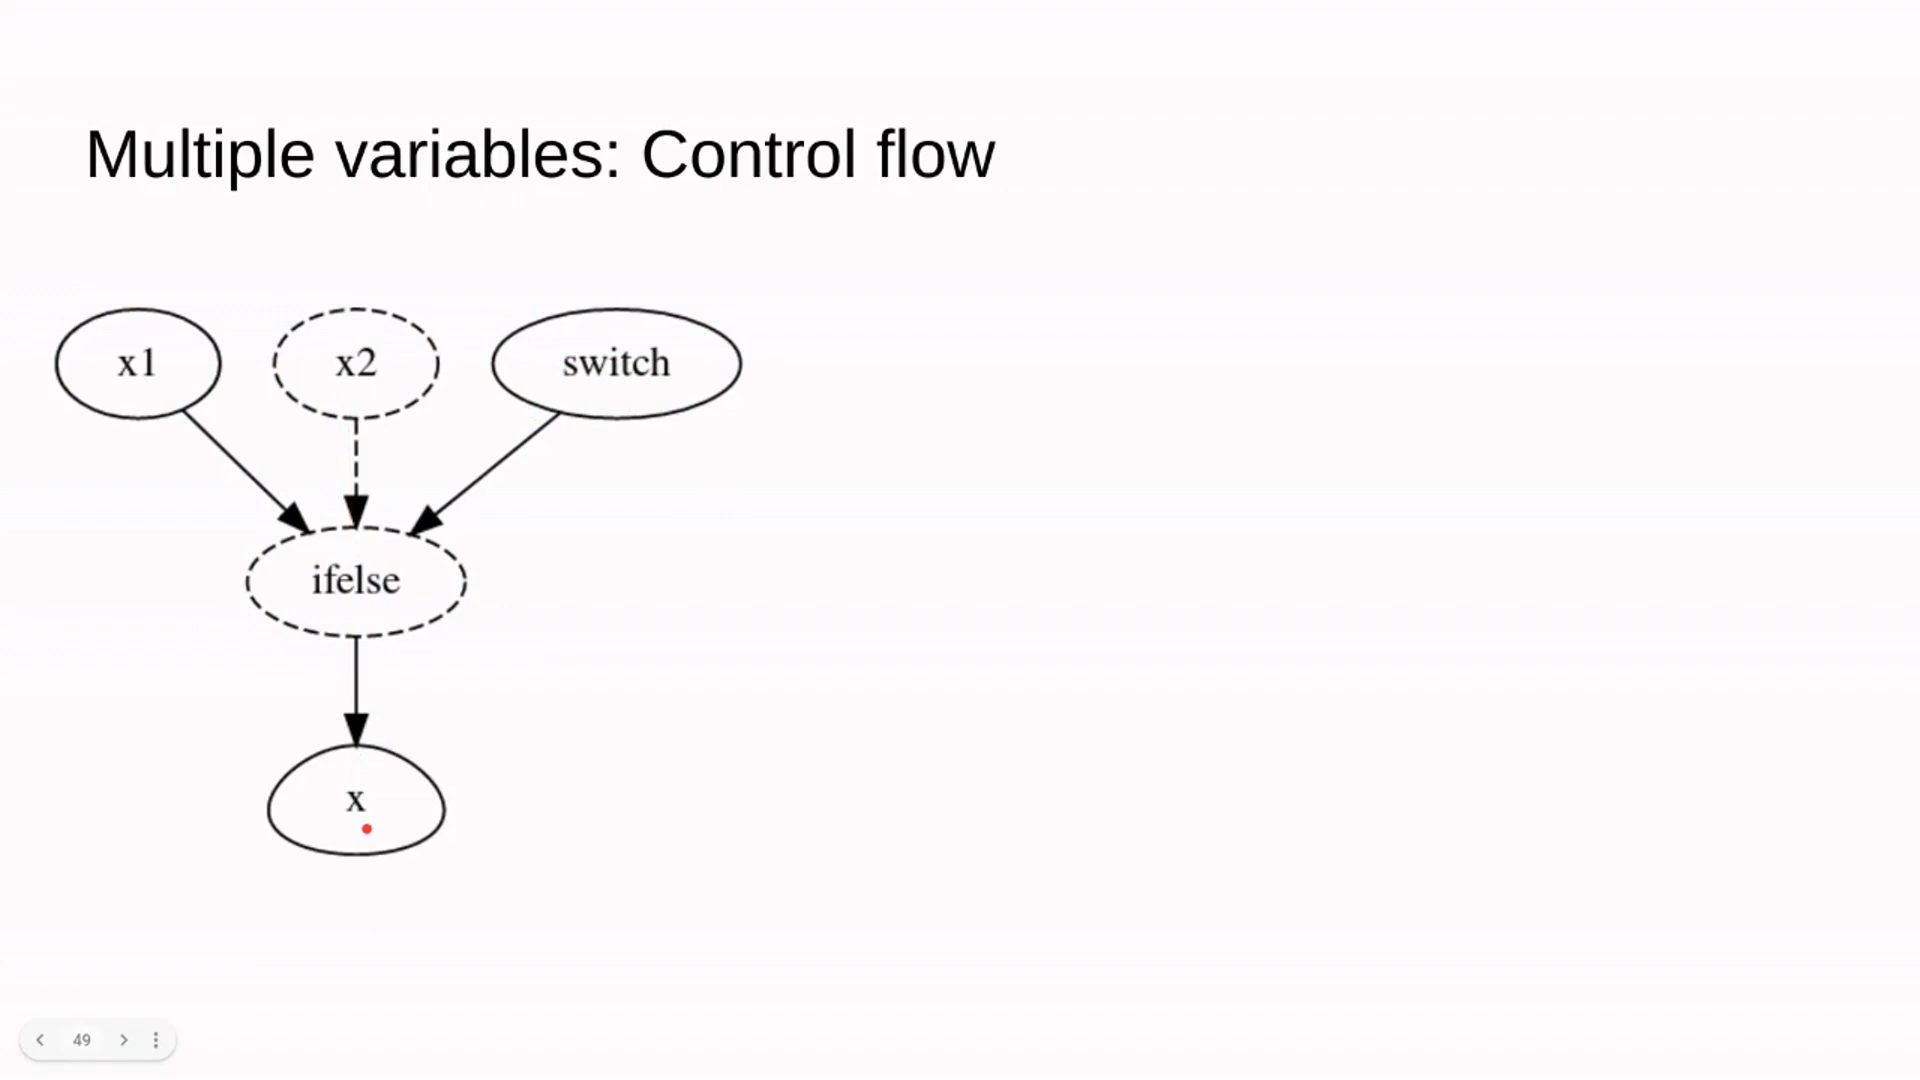 Multiple variables: Control flow
x1
x2
switch
ifelse
x
49